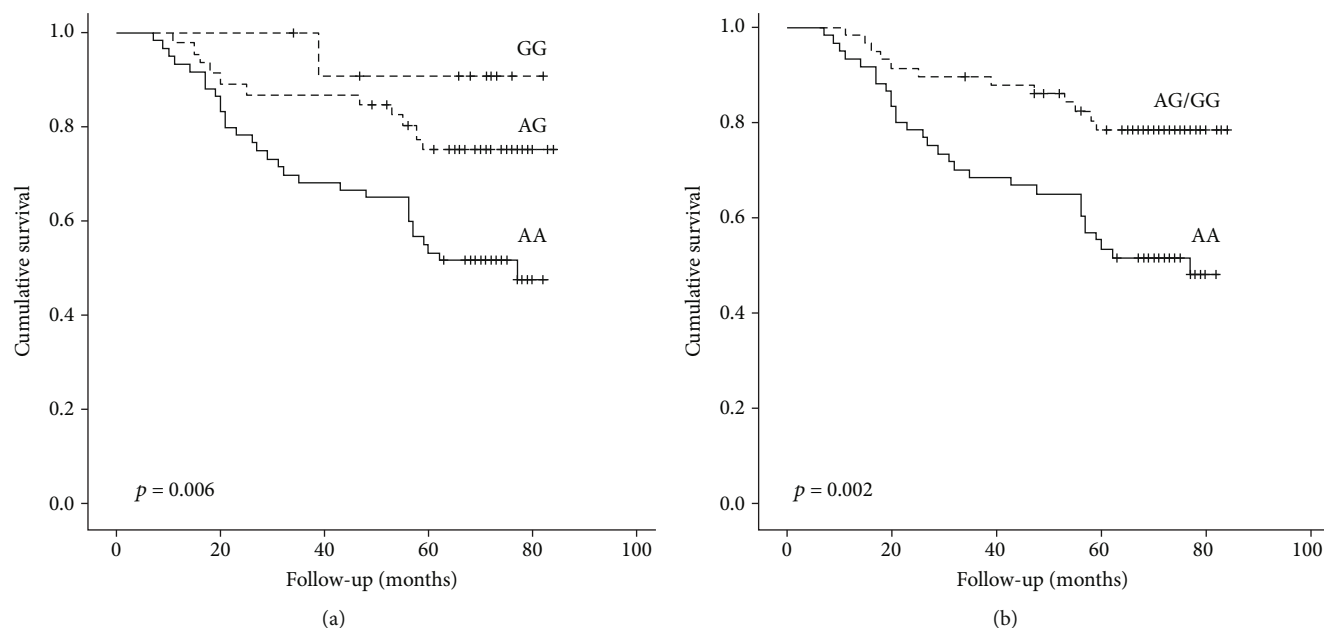 1.0
0.8
0.6
0.4
0.2
0.0
Cumulative survival
GG
AG
AA
p = 0.006
0 20 40 60 80 100
Follow-up (months)
(a)
1.0
0.8
0.6
0.4
0.2
0.0
Cumulative survival
AG/GG
AA
p = 0.002
0 20 40 60 80 100
Follow-up (months)
(b)